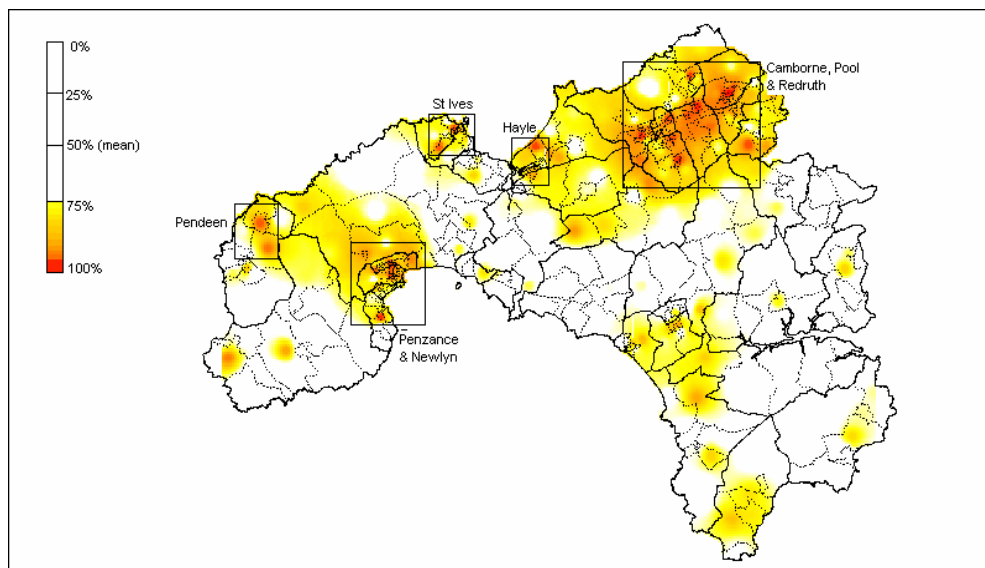 0%
25%
50% (mean)
75%
100%
Camborne, Pool
& Redruth
St Ives
Hayle
Pendeen
Penzance
& Newlyn